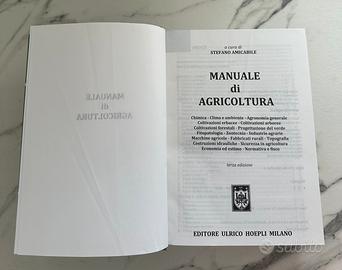 a cura di
STEFANO AMICABILE
MANUALE
di
AGRICOLTURA
Chimica - Clima e ambiente - Agronomia generale
Coltivazioni erbacee - Coltivazioni arboree
Coltivazioni forestali - Progettazione del verde
Fitopatologia - Zootecnia - Industrie agrarie
Macchine agricole - Fabbricati rurali - Topografia
Costruzioni idrauliche - Sicurezza in agricoltura
Economia ed estimo - Normativa e fisco
terza edizione
EDITORE ULRICO HOEPLI MILANO
subito